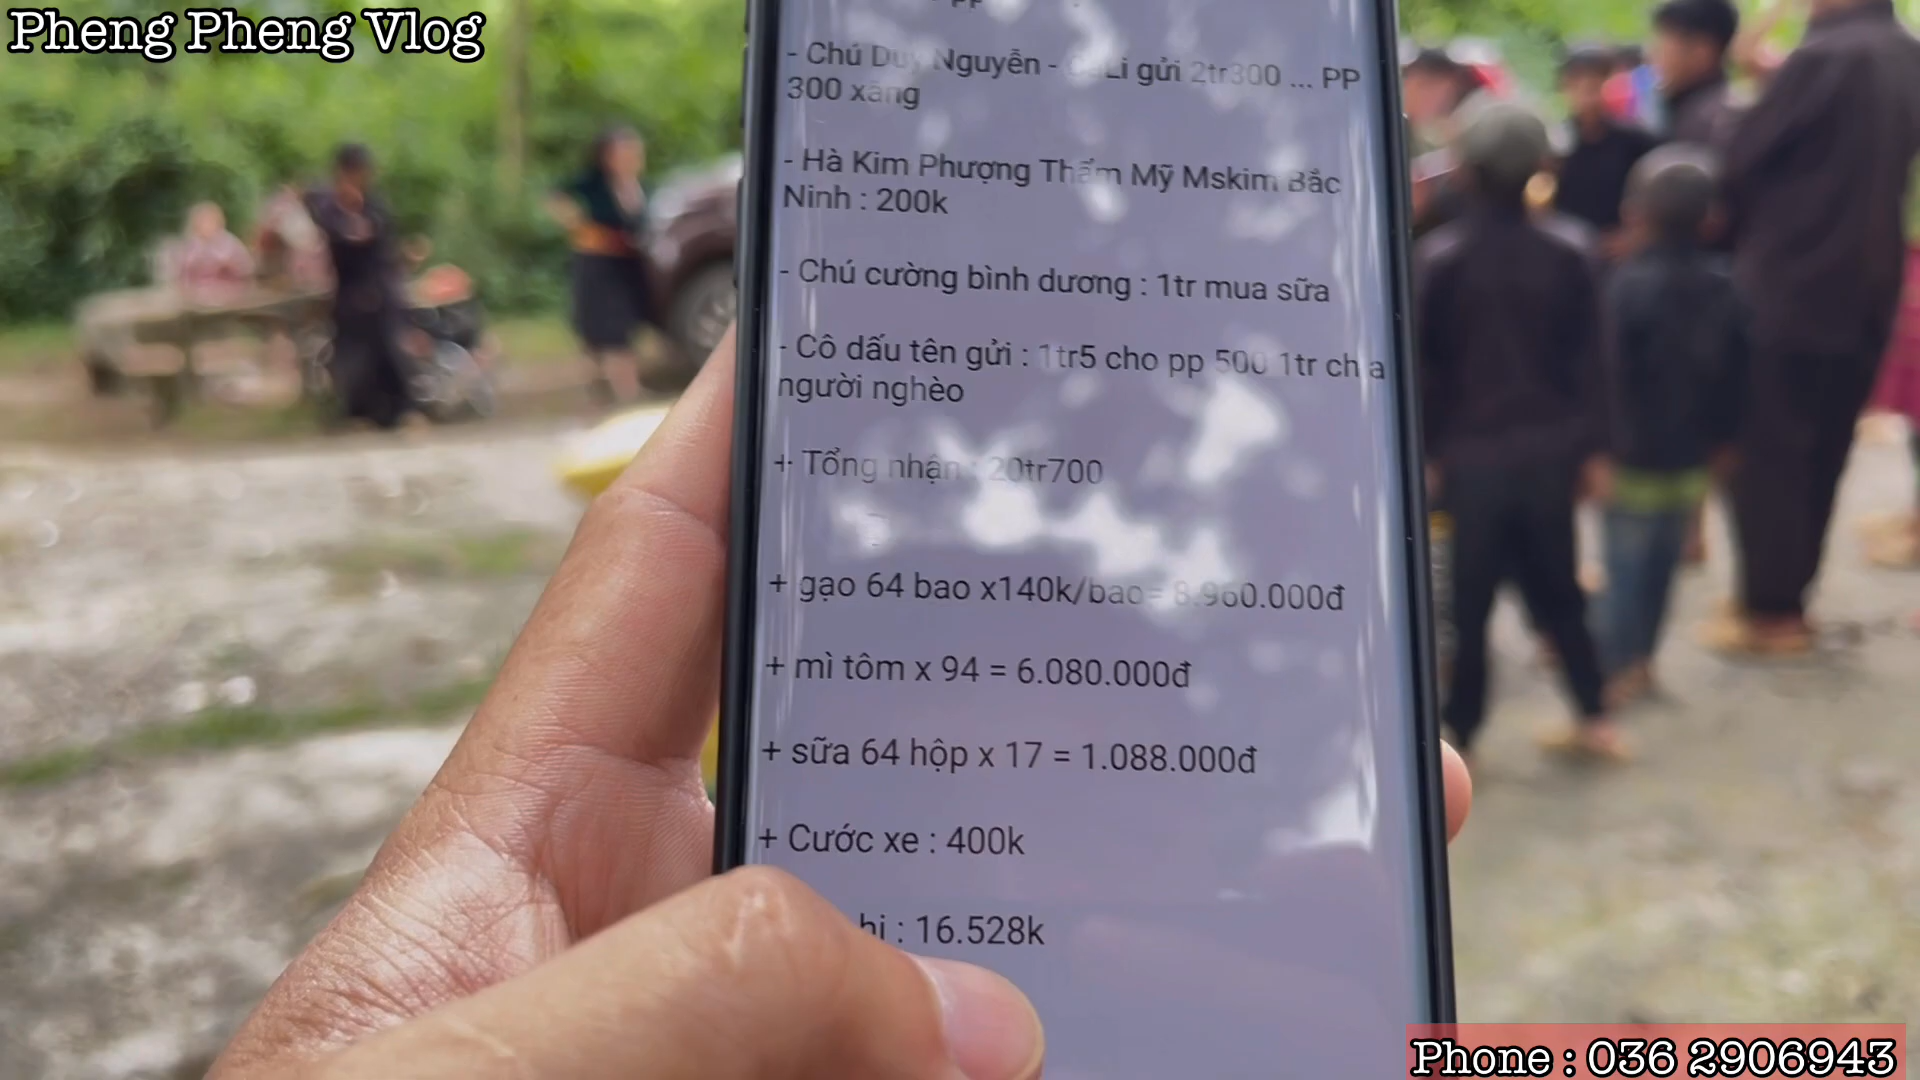 Pheng Pheng Vlog
- Chú Duy Nguyễn - Li gửi 2tr300 ... PP
300 xăng
- Hà Kim Phượng Thẩm Mỹ Mskim Bắc
Ninh : 200k
- Chú cường bình dương : 1tr mua sữa
- Cô dấu tên gửi : 1tr5 cho pp 500 1tr
người nghèo
+ Tổng nhận : 20tr700
+ gạo 64 bao x140k/bao= 8.960.000đ
+ mì tôm x 94 = 6.080.000đ
+ sữa 64 hộp x 17 = 1.088.000đ
+ Cước xe : 400k
: 16.528k
Phone : 036 2906943